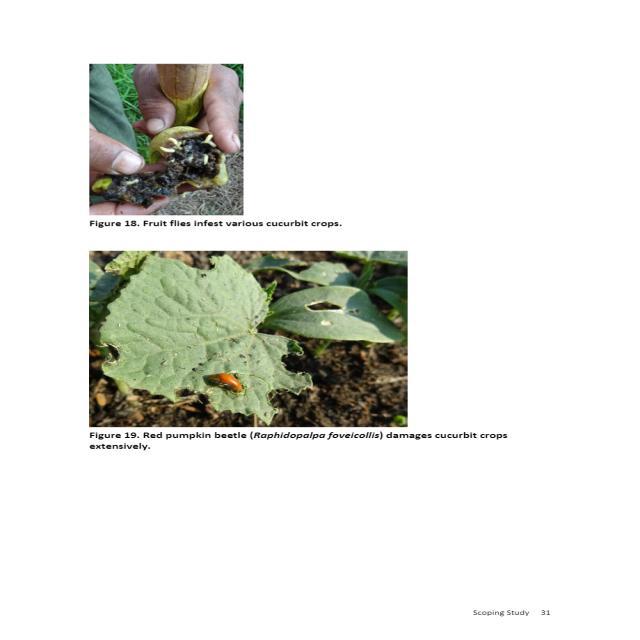 Figure 18. Fruit flies infest various cucurbit crops.
Figure 19. Red pumpkin beetle (Raphidopalpa foveicollis) damages cucurbit crops
extensively.
Scoping Study 31